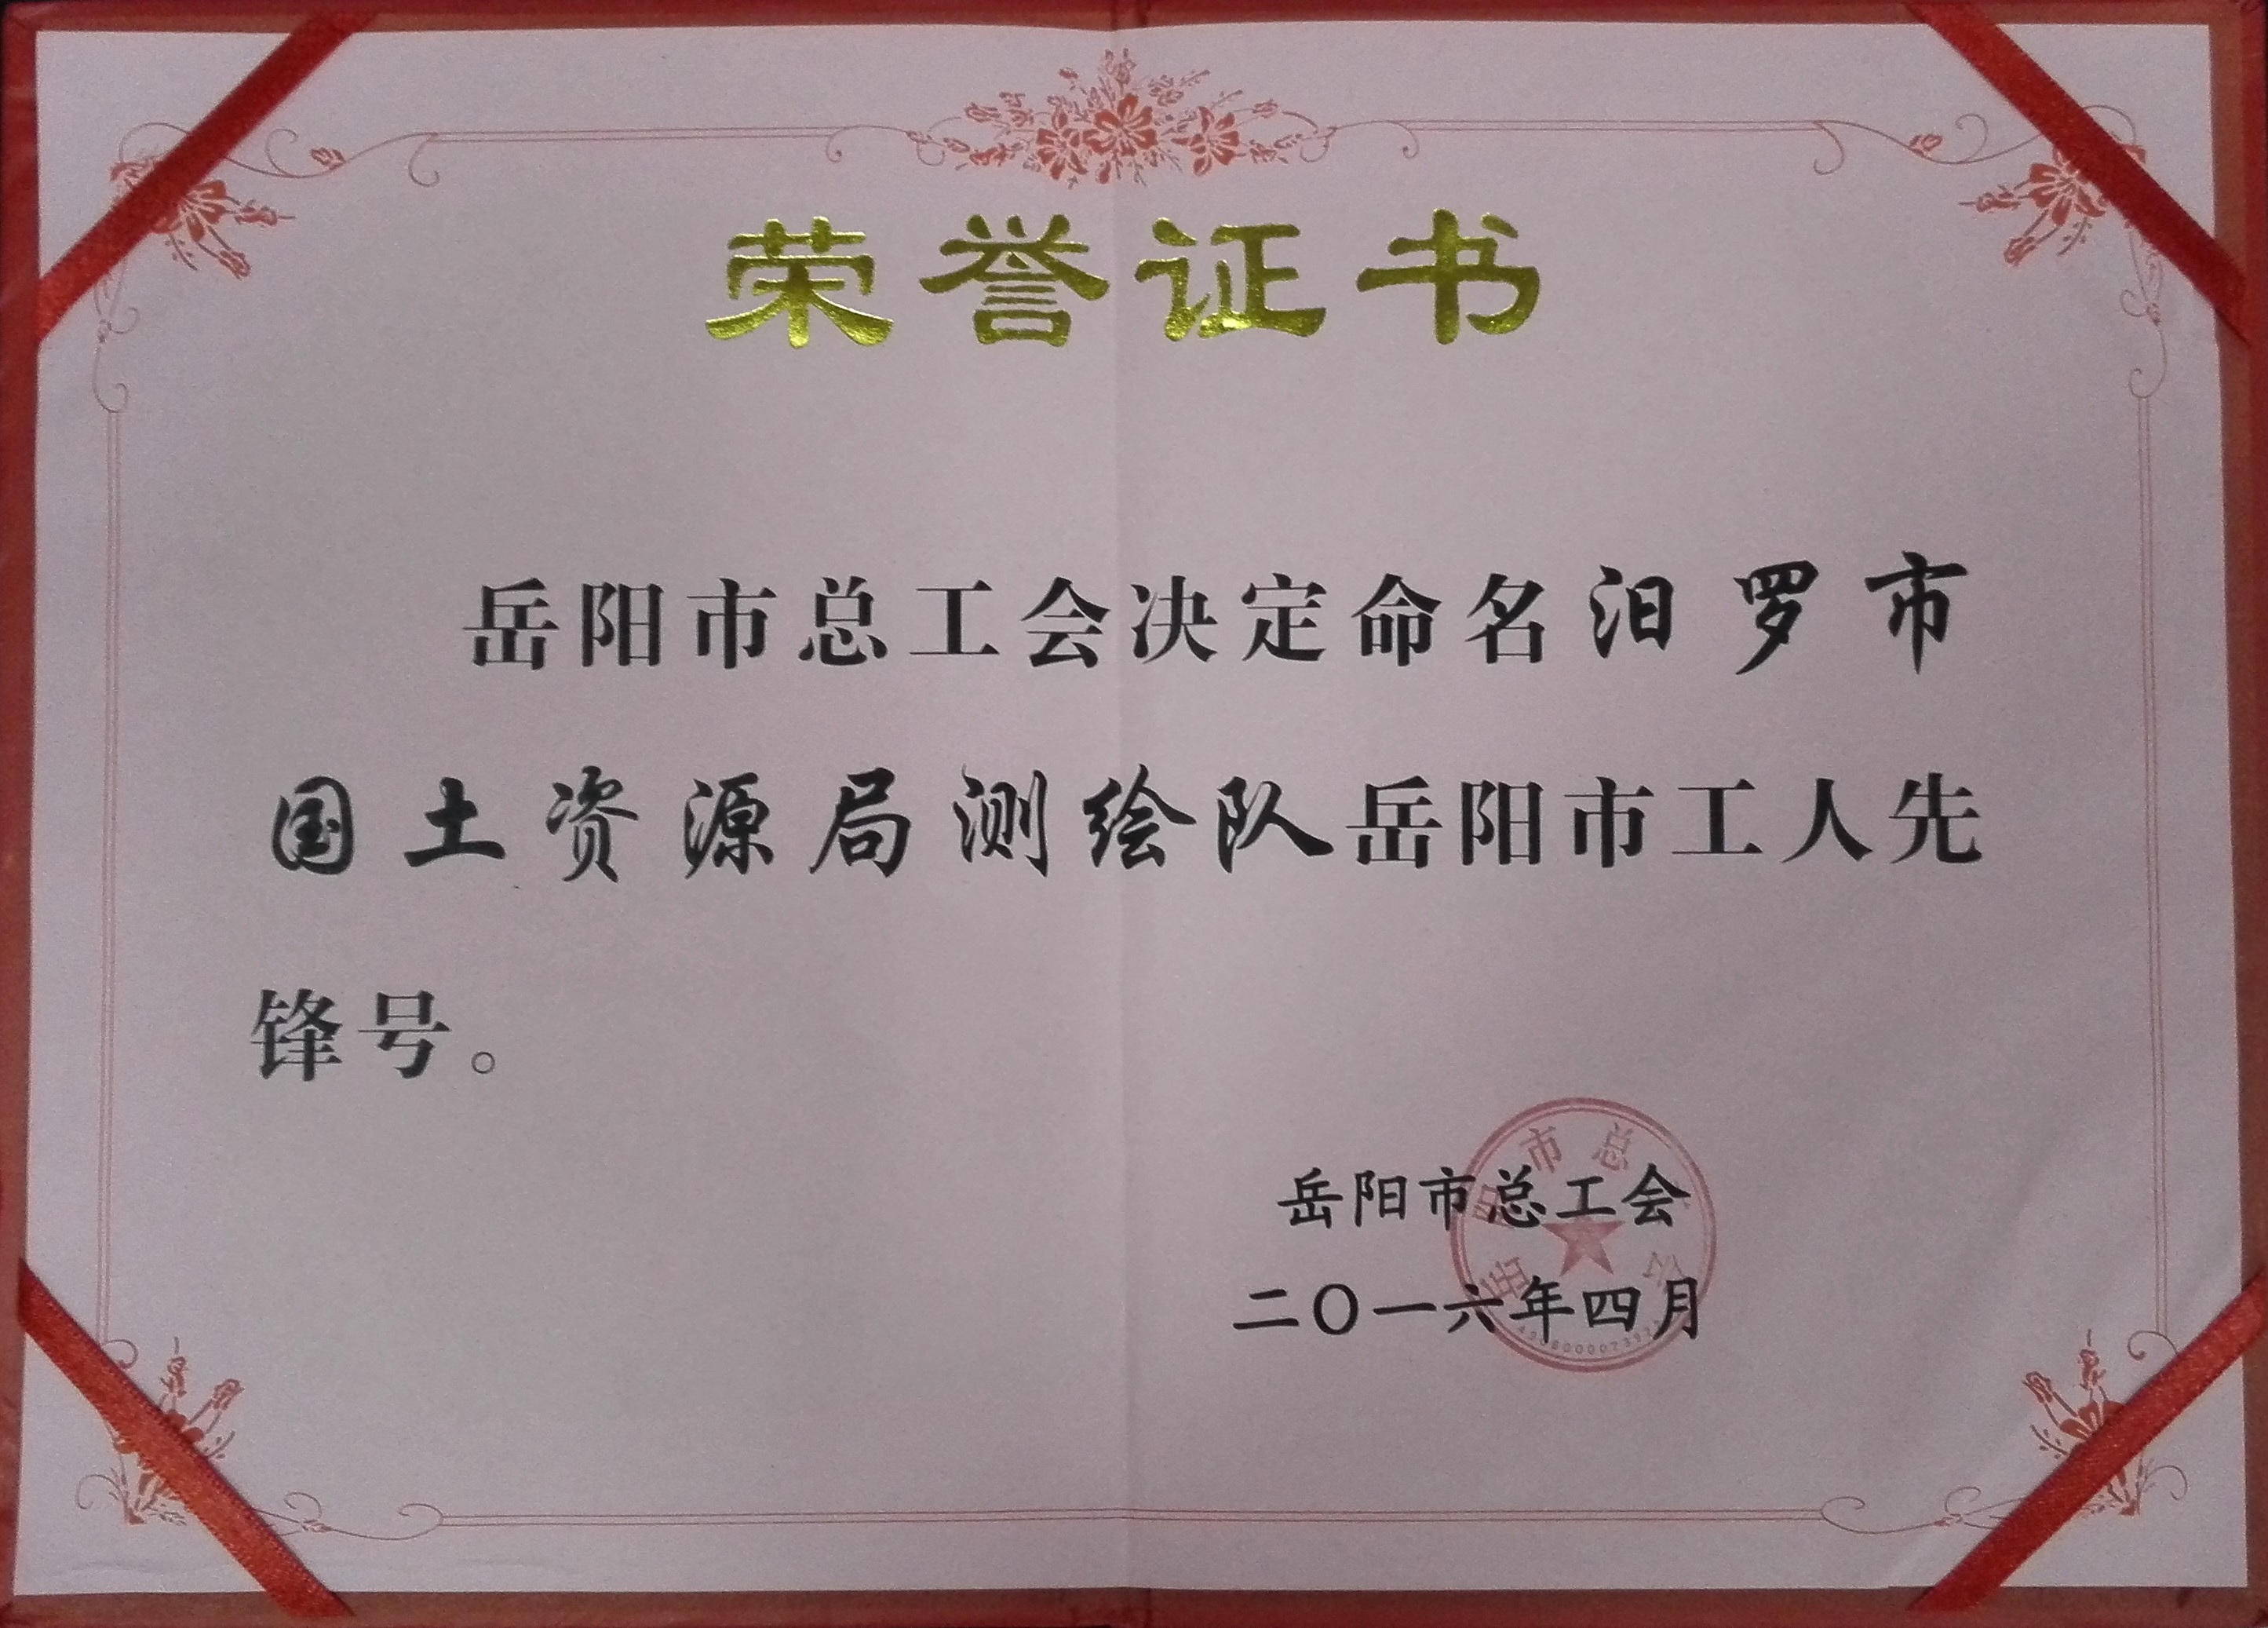 荣誉证书
岳阳市总工会决定命名汨罗市
国土资源局测绘队岳阳市工人先
锋号。
岳阳市总工会
二〇一六年四月